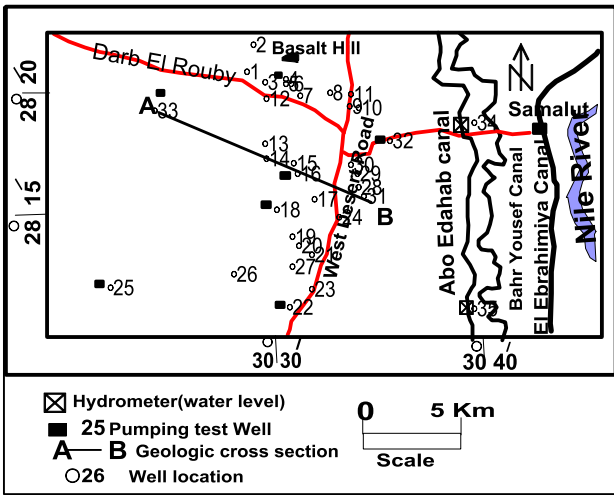 2
Basalt Hill
Darb El Rouby
1
3
4
5
6
7
8
11
9
10
12
A
33
13
14
15
16
17
18
19
20
21
22
23
24
25
26
27
28
29
30
31
32
34
35
B
N
Samalut
West Desert Road
Abo Edahab canal
Bahr Yousef Canal
El Ebrahimiya Canal
Nile River
28 20
28 15
30 30
30 40
Hydrometer(water level)
25 Pumping test Well
A B Geologic cross section
26 Well location
0 5 Km
Scale